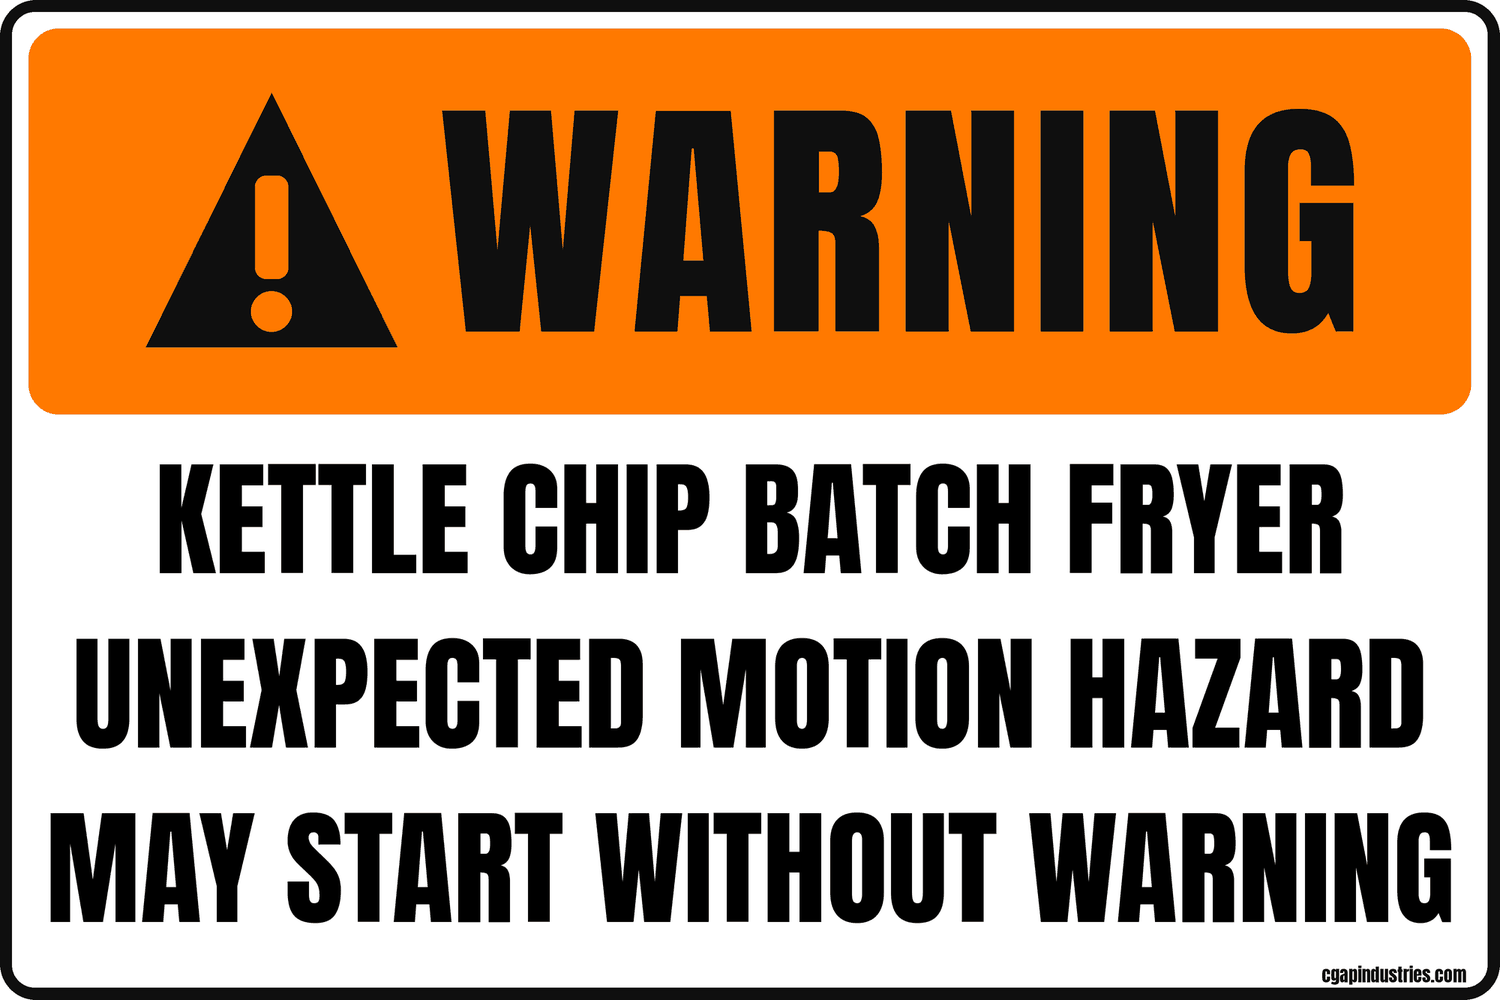 WARNING
KETTLE CHIP BATCH FRYER
UNEXPECTED MOTION HAZARD
MAY START WITHOUT WARNING
cgapindustries.com